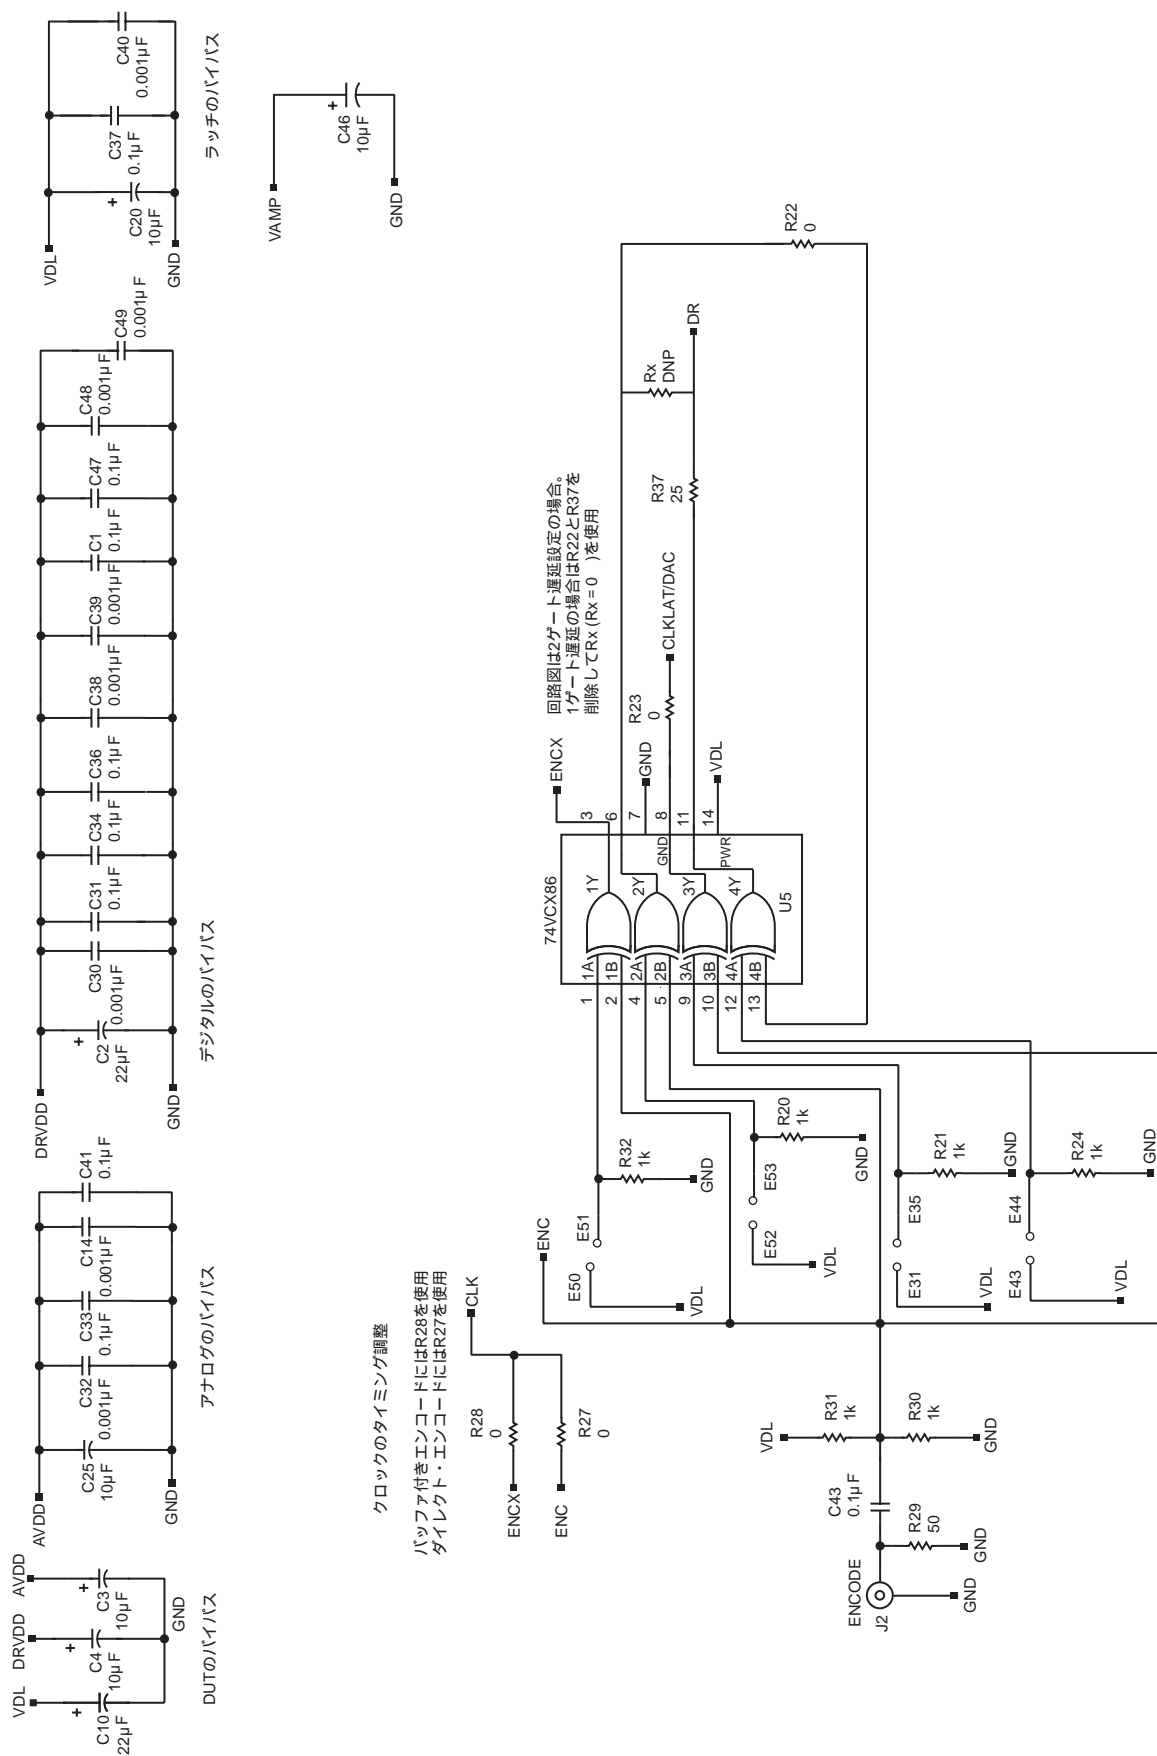 VDL
C10
22μF
DRVDD
C4
10μF
AVDD
C3
10μF
GND
DUTのバイパス
AVDD
GND
C25
10μF
C32
0.001μF
C33
0.1μF
C14
0.001μF
C41
0.1μF
アナログのバイパス
DRVDD
GND
C2
22μF
C30
0.001μF
C31
0.1μF
C34
0.1μF
C36
0.1μF
C38
0.001μF
C39
0.001μF
C1
0.1μF
C47
0.1μF
C48
0.001μF
C49
0.001μF
デジタルのバイパス
VDL
GND
C20
10μF
C37
0.1μF
C40
0.001μF
ラッチのバイパス
VAMP
GND
C46
10μF
クロックのタイミング調整
バッファ付きエンコードにはR28を使用
ダイレクト・エンコードにはR27を使用
ENCX
R28
0
CLK
ENC
R27
0
ENC
E50
E51
VDL
R32
1k
GND
E52
E53
VDL
R20
1k
GND
E31
E35
VDL
R21
1k
GND
E43
E44
VDL
R24
1k
GND
ENCODE
J2
GND
R29
50
GND
C43
0.1μF
VDL
R31
1k
R30
1k
GND
74VCX86
U5
1
2
4
5
9
10
12
13
1A
1B
2A
2B
3A
3B
4A
4B
1Y
2Y
3Y
4Y
GND
PWR
3
6
7
8
11
14
ENCX
GND
VDL
回路図は2ゲート遅延設定の場合。
1ゲート遅延の場合はR22とR37を
削除してRx (Rx = 0 )を使用
R23
0
CLKLAT/DAC
R37
25
Rx
DNP
DR
R22
0